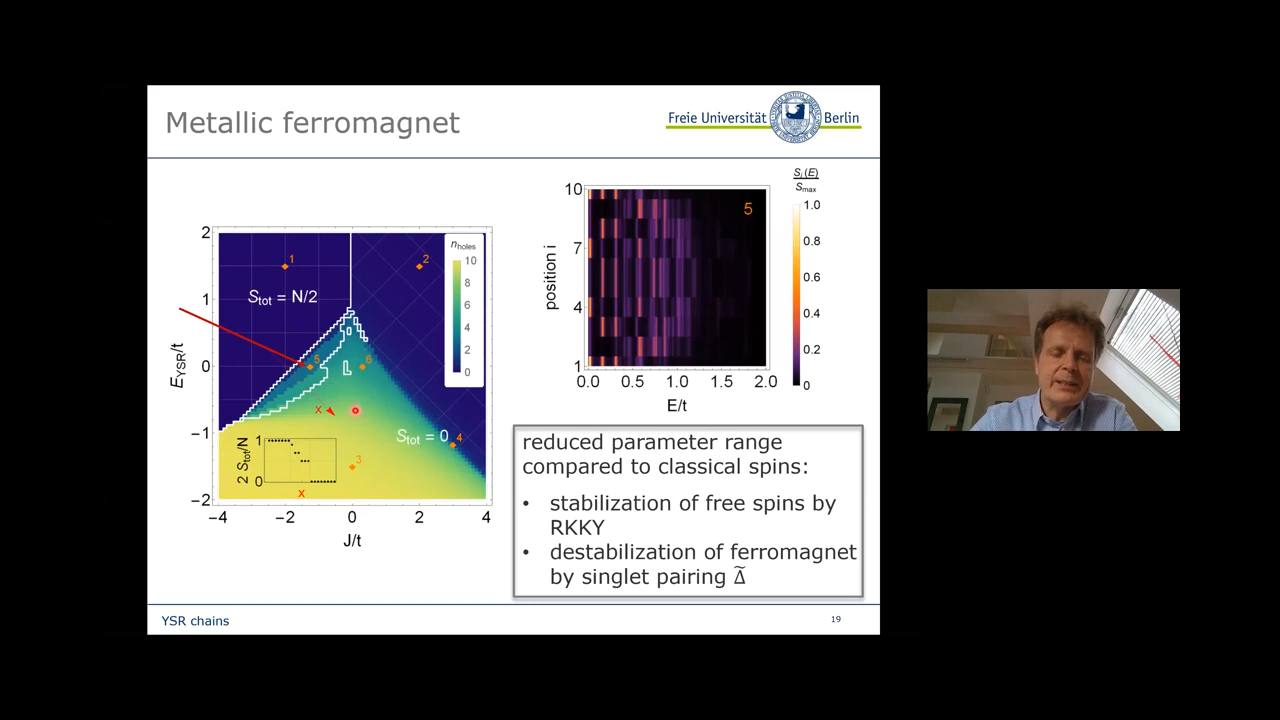 Metallic ferromagnet
Freie Universität Berlin
2
1
0
−1
−2
E_YSR/t
−4
−2
0
2
4
J/t
1
2
S_tot = N/2
n_holes
10
8
6
4
2
0
5
6
x
S_tot = 0
4
3
2 S_tot/N
1
0
x
10
7
4
1
position i
5
0.0
0.5
1.0
1.5
2.0
E/t
S_i(E)
S_max
1.0
0.8
0.6
0.4
0.2
0
reduced parameter range
compared to classical spins:
• stabilization of free spins by
RKKY
• destabilization of ferromagnet
by singlet pairing Δ̃
YSR chains
19